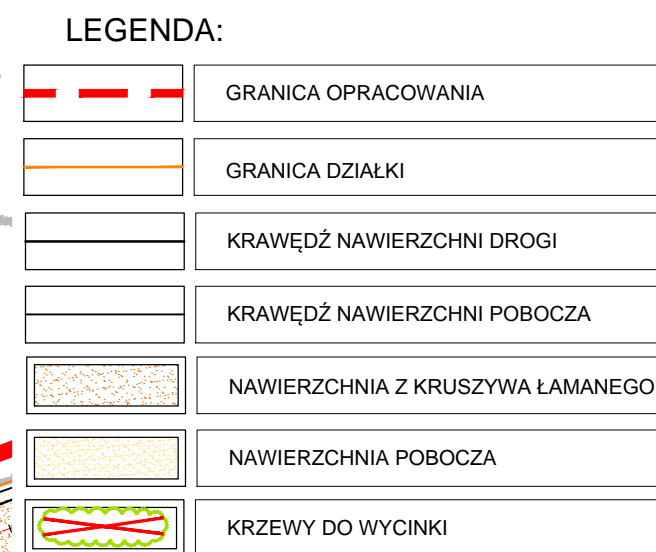 LEGENDA:
GRANICA OPRACOWANIA
GRANICA DZIAŁKI
KRAWĘDŹ NAWIERZCHNI DROGI
KRAWĘDŹ NAWIERZCHNI POBOCZA
NAWIERZCHNIA Z KRUSZYWA ŁAMANEGO
NAWIERZCHNIA POBOCZA
KRZEWY DO WYCINKI